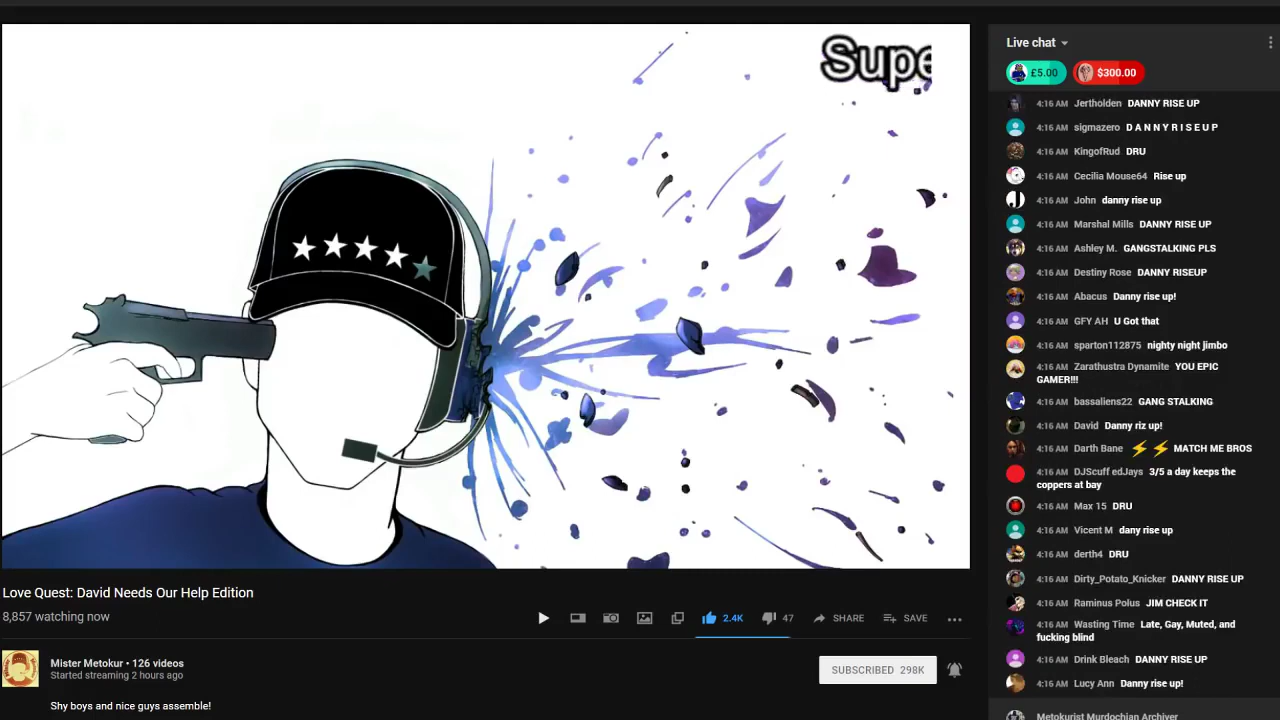 Supe
Love Quest: David Needs Our Help Edition
8,857 watching now
2.4K
47
SHARE
SAVE
Mister Metokur • 126 videos
Started streaming 2 hours ago
SUBSCRIBED 298K
Shy boys and nice guys assemble!
Live chat
£5.00
$300.00
4:16 AM Jertholden DANNY RISE UP
4:16 AM sigmazero D A N N Y R I S E U P
4:16 AM KingofRud DRU
4:16 AM Cecilia Mouse64 Rise up
4:16 AM John danny rise up
4:16 AM Marshal Mills DANNY RISE UP
4:16 AM Ashley M. GANGSTALKING PLS
4:16 AM Destiny Rose DANNY RISEUP
4:16 AM Abacus Danny rise up!
4:16 AM GFY AH U Got that
4:16 AM sparton112875 nighty night jimbo
4:16 AM Zarathustra Dynamite YOU EPIC
GAMER!!!
4:16 AM bassaliens22 GANG STALKING
4:16 AM David Danny riz up!
4:16 AM Darth Bane ⚡ ⚡ MATCH ME BROS
4:16 AM DJScuff edJays 3/5 a day keeps the
coppers at bay
4:16 AM Max 15 DRU
4:16 AM Vicent M dany rise up
4:16 AM derth4 DRU
4:16 AM Dirty_Potato_Knicker DANNY RISE UP
4:16 AM Raminus Polus JIM CHECK IT
4:16 AM Wasting Time Late, Gay, Muted, and
fucking blind
4:16 AM Drink Bleach DANNY RISE UP
4:16 AM Lucy Ann Danny rise up!
Metokurist Murdochian Archiver